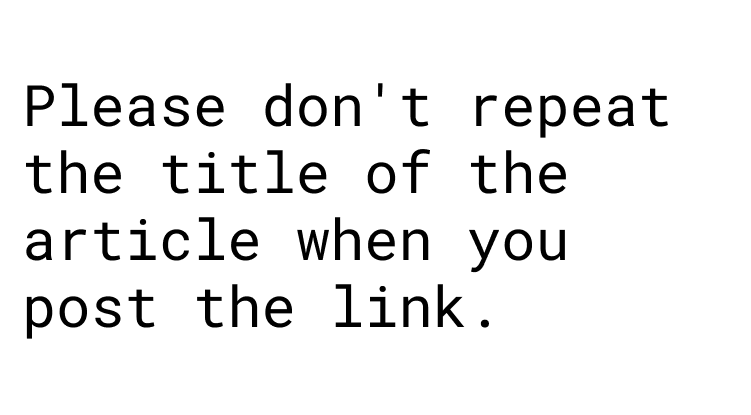 Please don't repeat
the title of the
article when you
post the link.